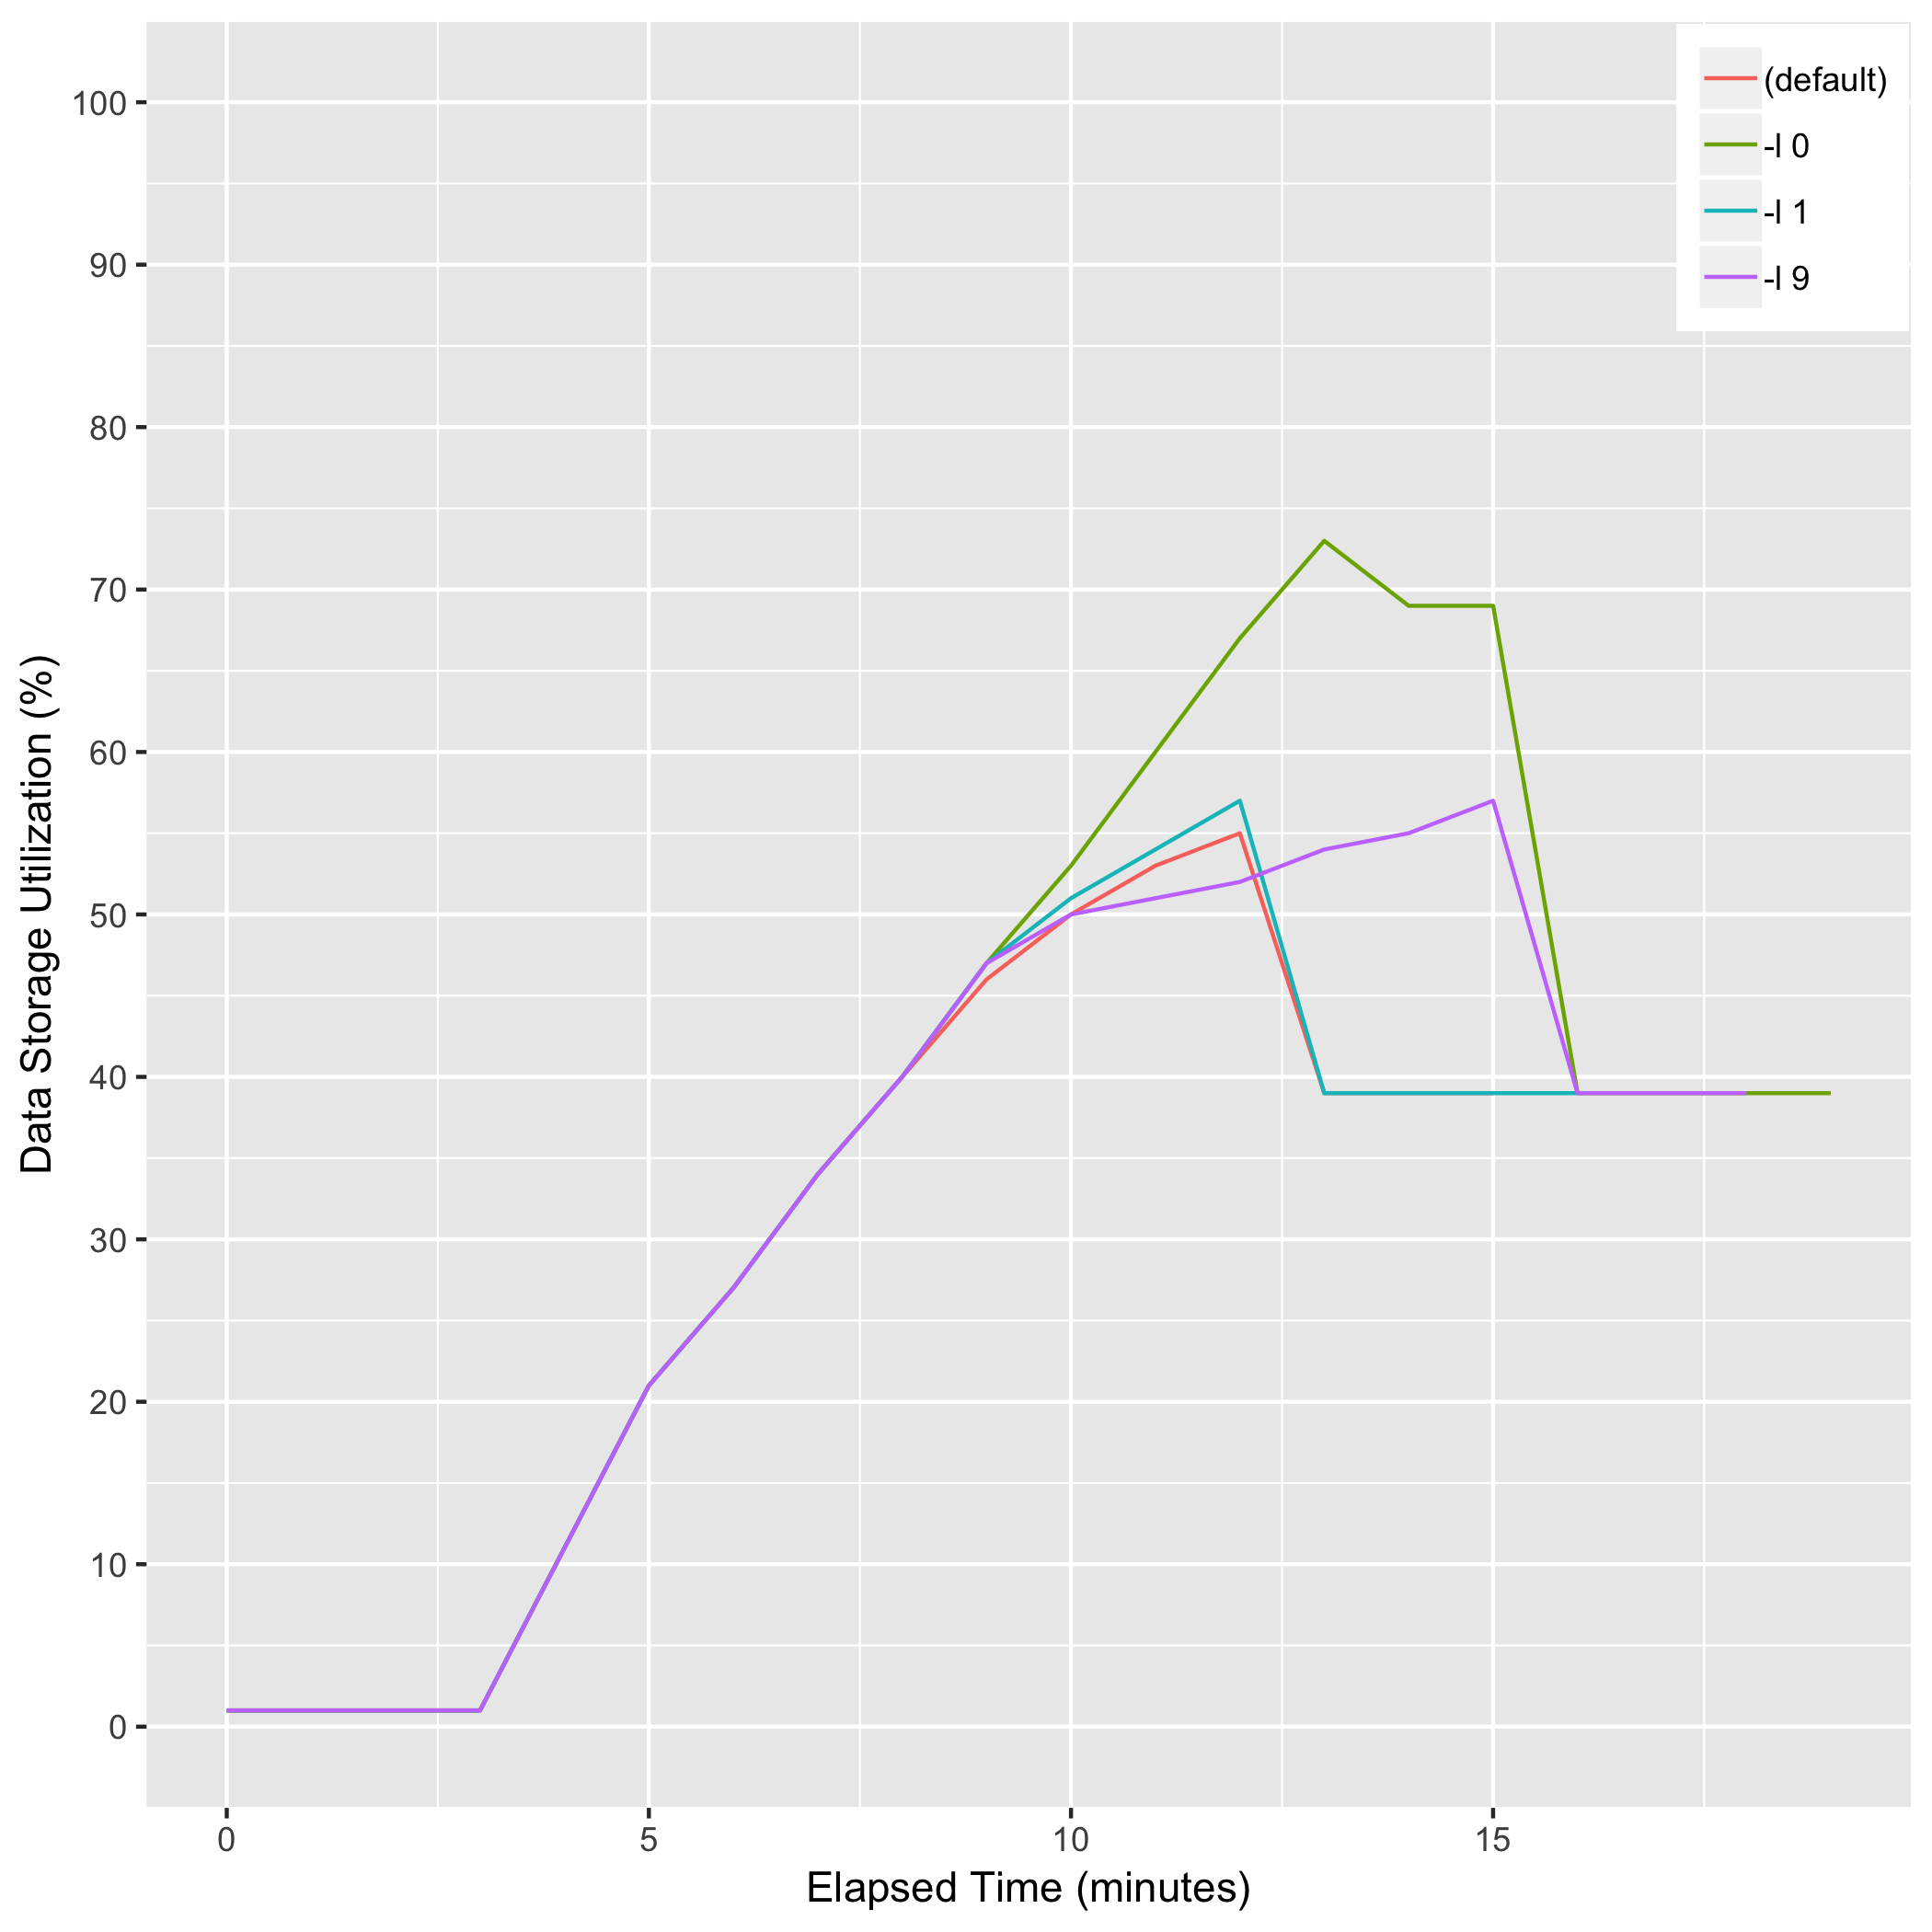 Data Storage Utilization (%)
100
90
80
70
60
50
40
30
20
10
0
(default)
-l 0
-l 1
-l 9
0 5 10 15
Elapsed Time (minutes)